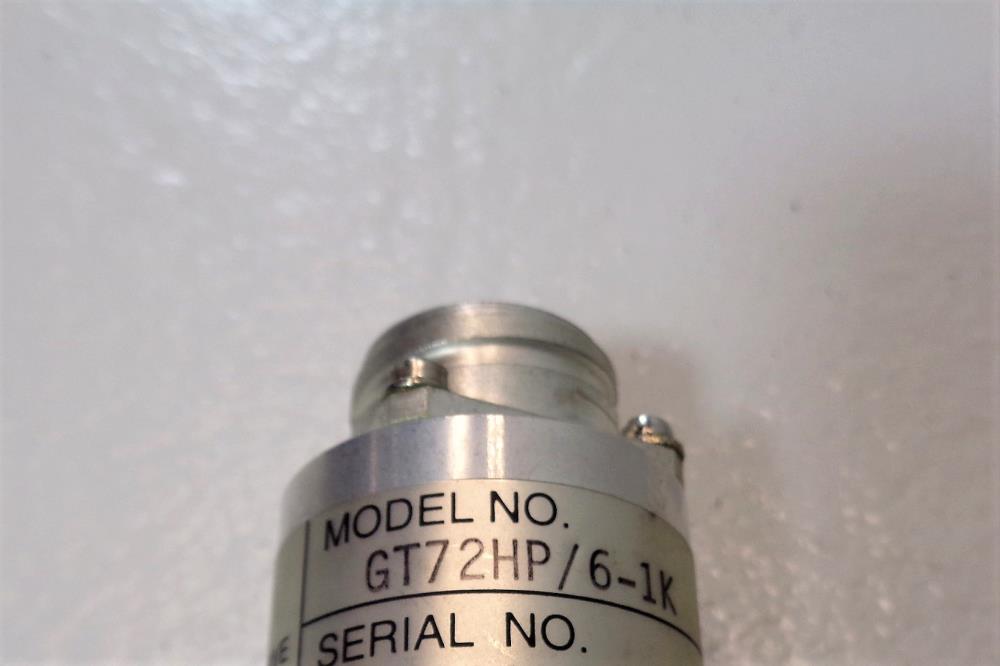 MODEL NO.
GT72HP/6-1K
SERIAL NO.